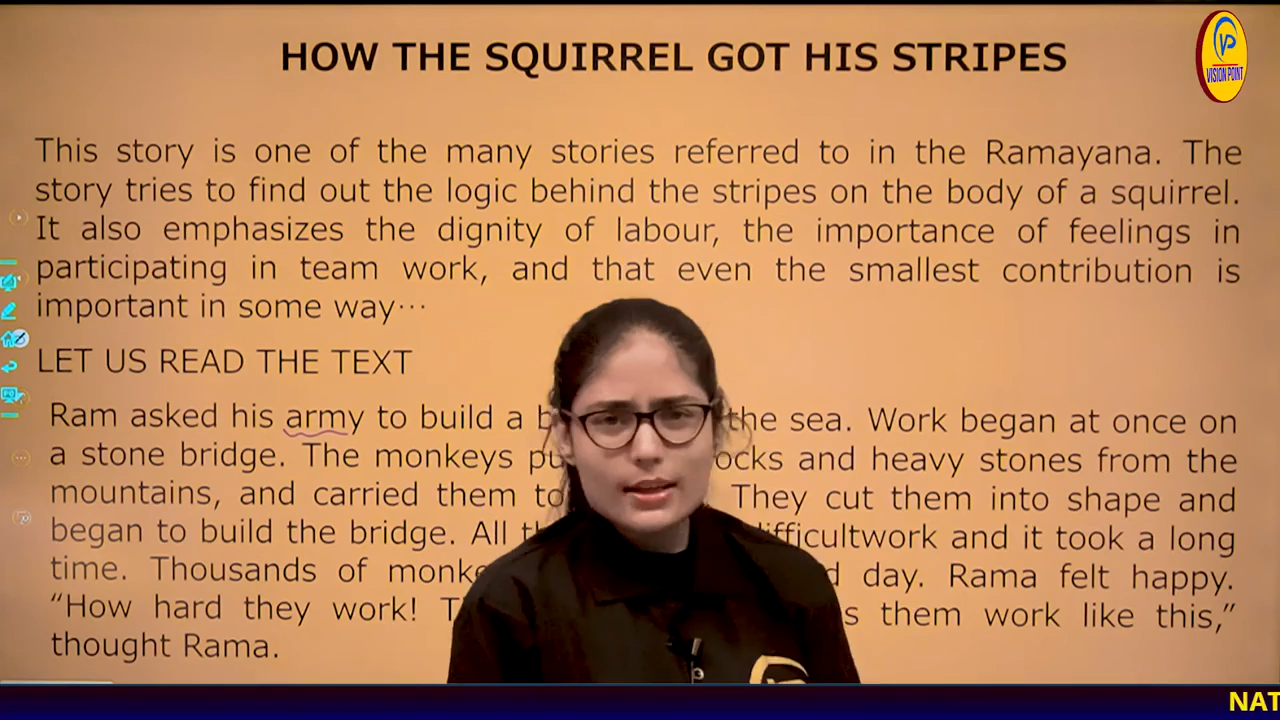 HOW THE SQUIRREL GOT HIS STRIPES
VP
VISION POINT
This story is one of the many stories referred to in the Ramayana. The
story tries to find out the logic behind the stripes on the body of a squirrel.
It also emphasizes the dignity of labour, the importance of feelings in
participating in team work, and that even the smallest contribution is
important in some way…
LET US READ THE TEXT
Ram asked his army to build a the sea. Work began at once on
a stone bridge. The monkeys and heavy stones from the
mountains, and carried them They cut them into shape and
began to build the bridge. All difficultwork and it took a long
time. Thousands of day. Rama felt happy.
“How hard they work! them work like this,”
thought Rama.
NAT